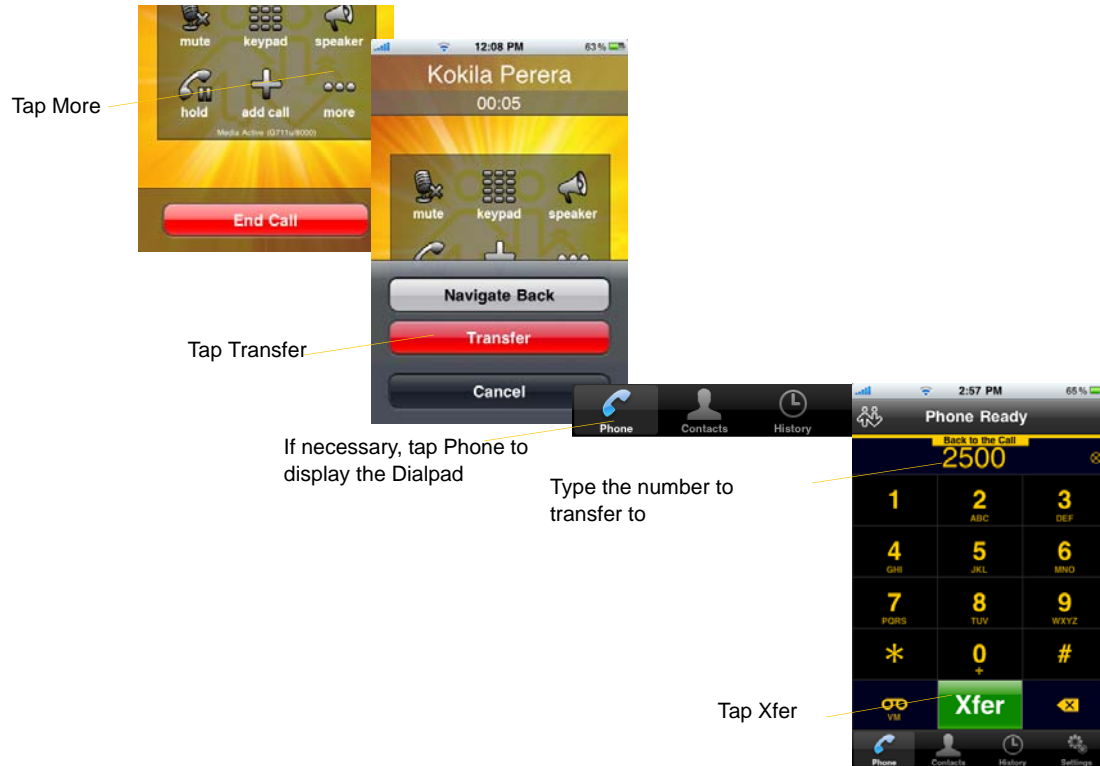 mute keypad speaker
hold add call more
Media Active (G711u/8000)
End Call
Tap More
12:08 PM 63%
Kokila Perera
00:05
mute keypad speaker
Navigate Back
Transfer
Cancel
Tap Transfer
Phone Contacts History
If necessary, tap Phone to
display the Dialpad
Type the number to
transfer to
2:57 PM 65%
Phone Ready
Back to the Call
2500
1 2 3
ABC DEF
4 5 6
GHI JKL MNO
7 8 9
PQRS TUV WXYZ
* 0 #
+
VM Xfer
Tap Xfer
Phone Contacts History Settings